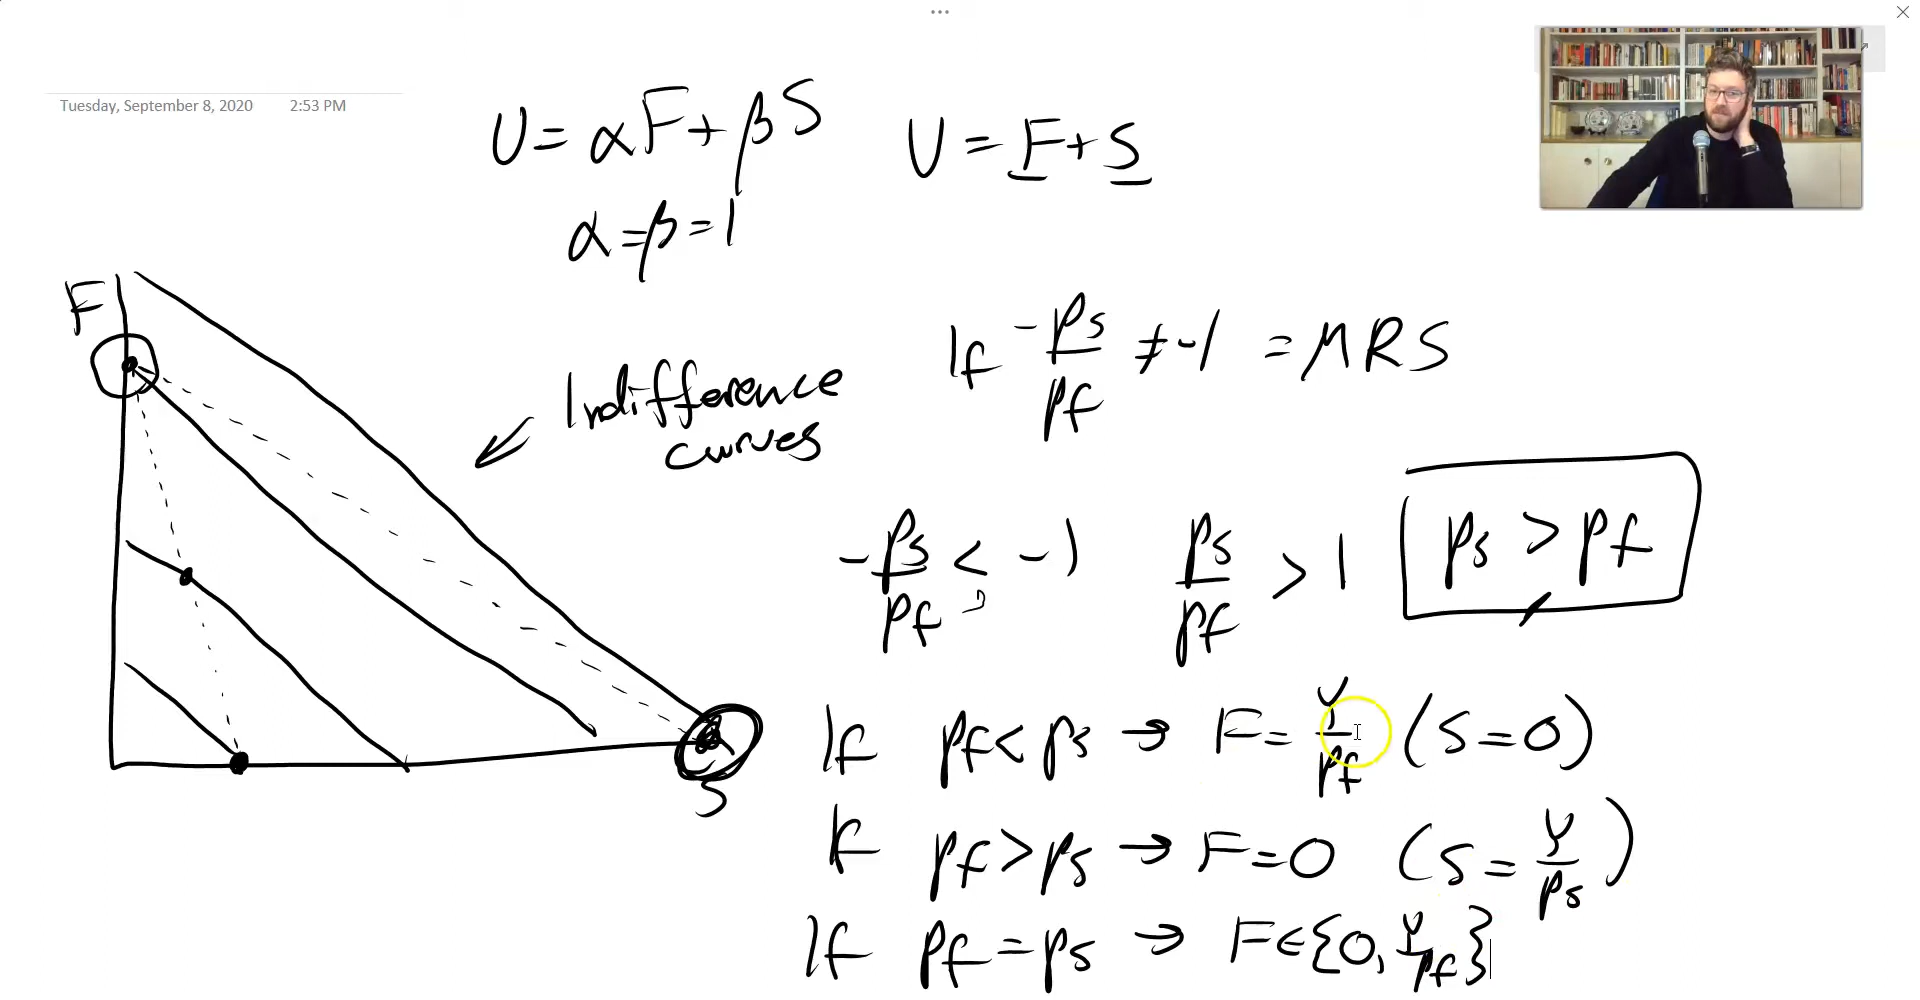 Tuesday, September 8, 2020 2:53 PM
U = αF + βS U = F + S
α = β = 1
F
Indifference
curves
If -ps/pf ≠ -1 = MRS
-ps/pf < -1 ps/pf > 1 ps > pf
If pf < ps → F = Y/pf (S = 0)
If pf > ps → F = 0 (S = Y/ps)
If pf = ps → F ∈ {0, Y/pf}
S